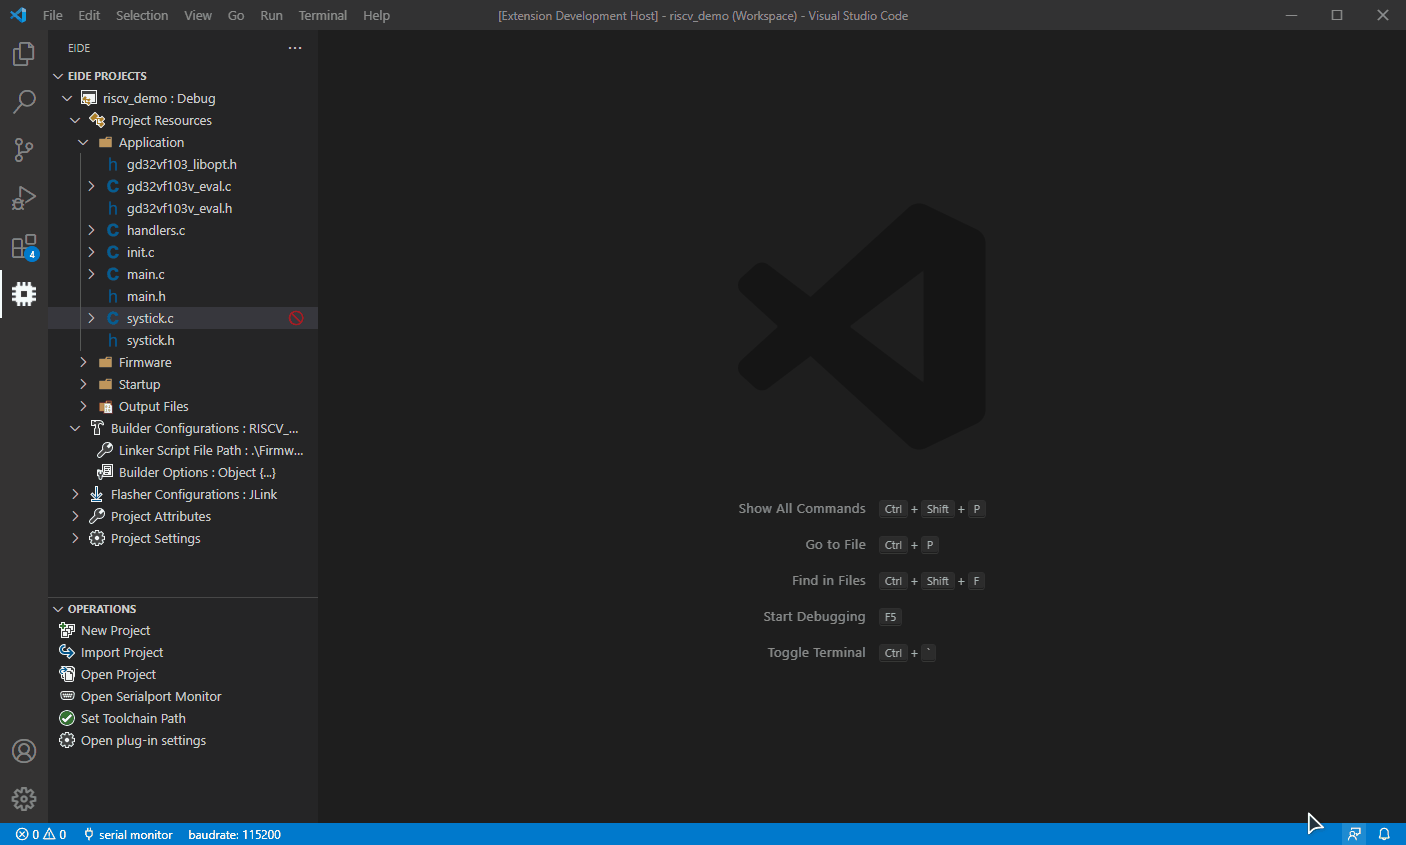 File Edit Selection View Go Run Terminal Help [Extension Development Host] - riscv_demo (Workspace) - Visual Studio Code
EIDE
EIDE PROJECTS
riscv_demo : Debug
Project Resources
Application
h gd32vf103_libopt.h
C gd32vf103v_eval.c
h gd32vf103v_eval.h
C handlers.c
C init.c
C main.c
h main.h
C systick.c
h systick.h
Firmware
Startup
Output Files
Builder Configurations : RISCV_...
Linker Script File Path : .\Firmw...
Builder Options : Object {...}
Flasher Configurations : JLink
Project Attributes
Project Settings
4
OPERATIONS
New Project
Import Project
Open Project
Open Serialport Monitor
Set Toolchain Path
Open plug-in settings
Show All Commands Ctrl + Shift + P
Go to File Ctrl + P
Find in Files Ctrl + Shift + F
Start Debugging F5
Toggle Terminal Ctrl + `
0 0 serial monitor baudrate: 115200